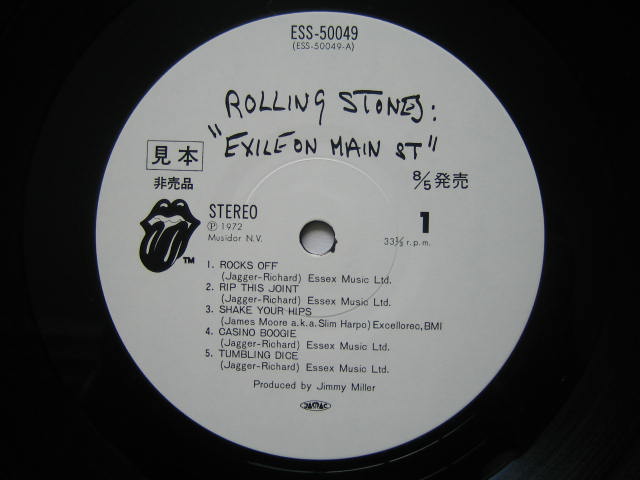 ESS-50049
(ESS-50049-A)
ROLLING STONES:
"EXILE ON MAIN ST"
見本
非売品
8/5発売
STEREO
Ⓟ 1972
Musidor N.V.
1
33⅓ r.p.m.
TM
1. ROCKS OFF
(Jagger-Richard) Essex Music Ltd.
2. RIP THIS JOINT
(Jagger-Richard) Essex Music Ltd.
3. SHAKE YOUR HIPS
(James Moore a.k.a. Slim Harpo) Excellorec, BMI
4. CASINO BOOGIE
(Jagger-Richard) Essex Music Ltd.
5. TUMBLING DICE
(Jagger-Richard) Essex Music Ltd.
Produced by Jimmy Miller
JASRAC